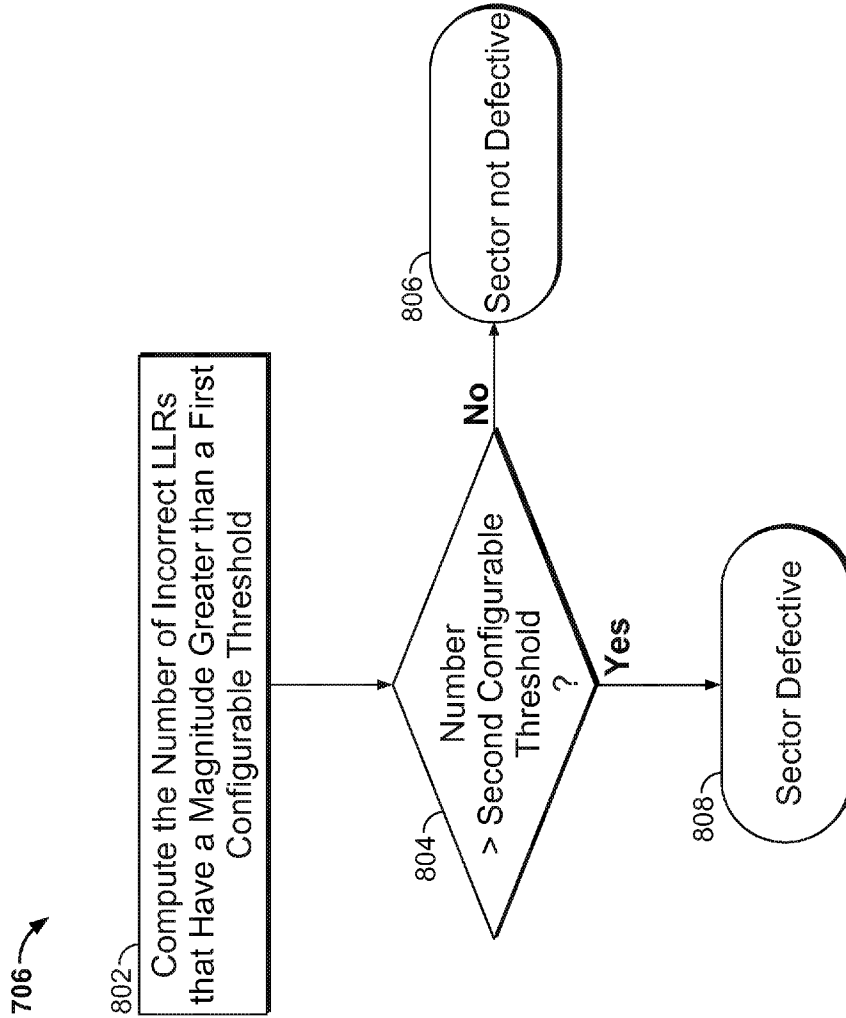 706
802
Compute the Number of Incorrect LLRs
that Have a Magnitude Greater than a First
Configurable Threshold
804
Number
> Second Configurable
Threshold
?
No
806
Sector not Defective
Yes
808
Sector Defective